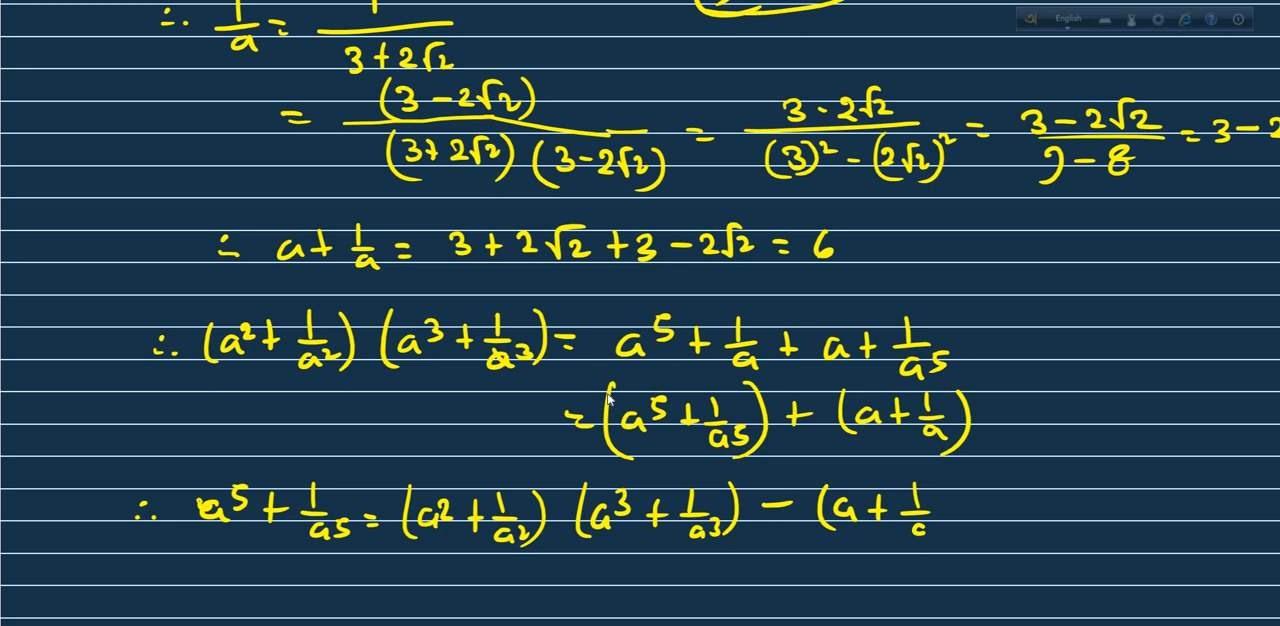 English
∴ 1/a = 1/(3 + 2√2)
= (3 - 2√2)/((3 + 2√2)(3 - 2√2)) = (3 - 2√2)/((3)² - (2√2)²) = (3 - 2√2)/(9 - 8) = 3 - 2
∴ a + 1/a = 3 + 2√2 + 3 - 2√2 = 6
∴ (a² + 1/a²) (a³ + 1/a³) = a⁵ + 1/a + a + 1/a⁵
= (a⁵ + 1/a⁵) + (a + 1/a)
∴ a⁵ + 1/a⁵ = (a² + 1/a²) (a³ + 1/a³) - (a + 1/